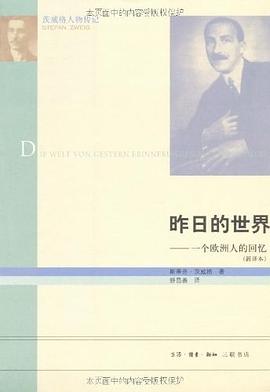 本页面中的内容受版权保护
茨威格人物传记
STEFAN ZWEIG
DIE WELT VON GESTERN ERINNERUNGEN
昨日的世界
——一个欧洲人的回忆
(新译本)
斯蒂芬·茨威格 著
舒昌善 译
生活·读书·新知 三联书店
本页面中的内容受版权保护